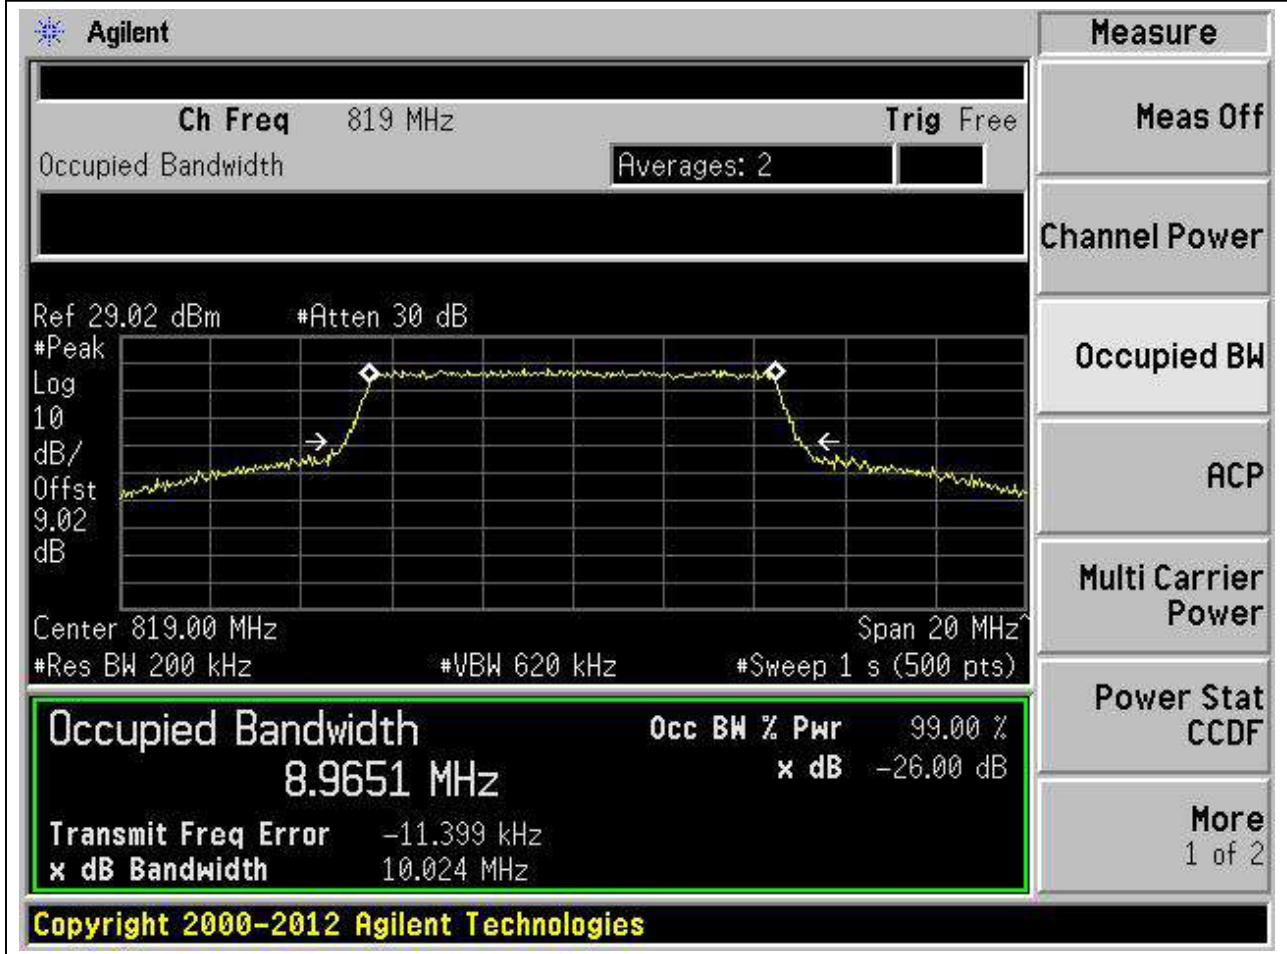 Agilent
Measure
Ch Freq 819 MHz Trig Free
Occupied Bandwidth Averages: 2
Meas Off
Channel Power
Occupied BW
ACP
Multi Carrier
Power
Power Stat
CCDF
More
1 of 2
Ref 29.02 dBm #Atten 30 dB
#Peak
Log
10
dB/
Offst
9.02
dB
Center 819.00 MHz Span 20 MHz^
#Res BW 200 kHz #VBW 620 kHz #Sweep 1 s (500 pts)
Occupied Bandwidth Occ BW % Pwr 99.00 %
8.9651 MHz x dB -26.00 dB
Transmit Freq Error -11.399 kHz
x dB Bandwidth 10.024 MHz
Copyright 2000-2012 Agilent Technologies